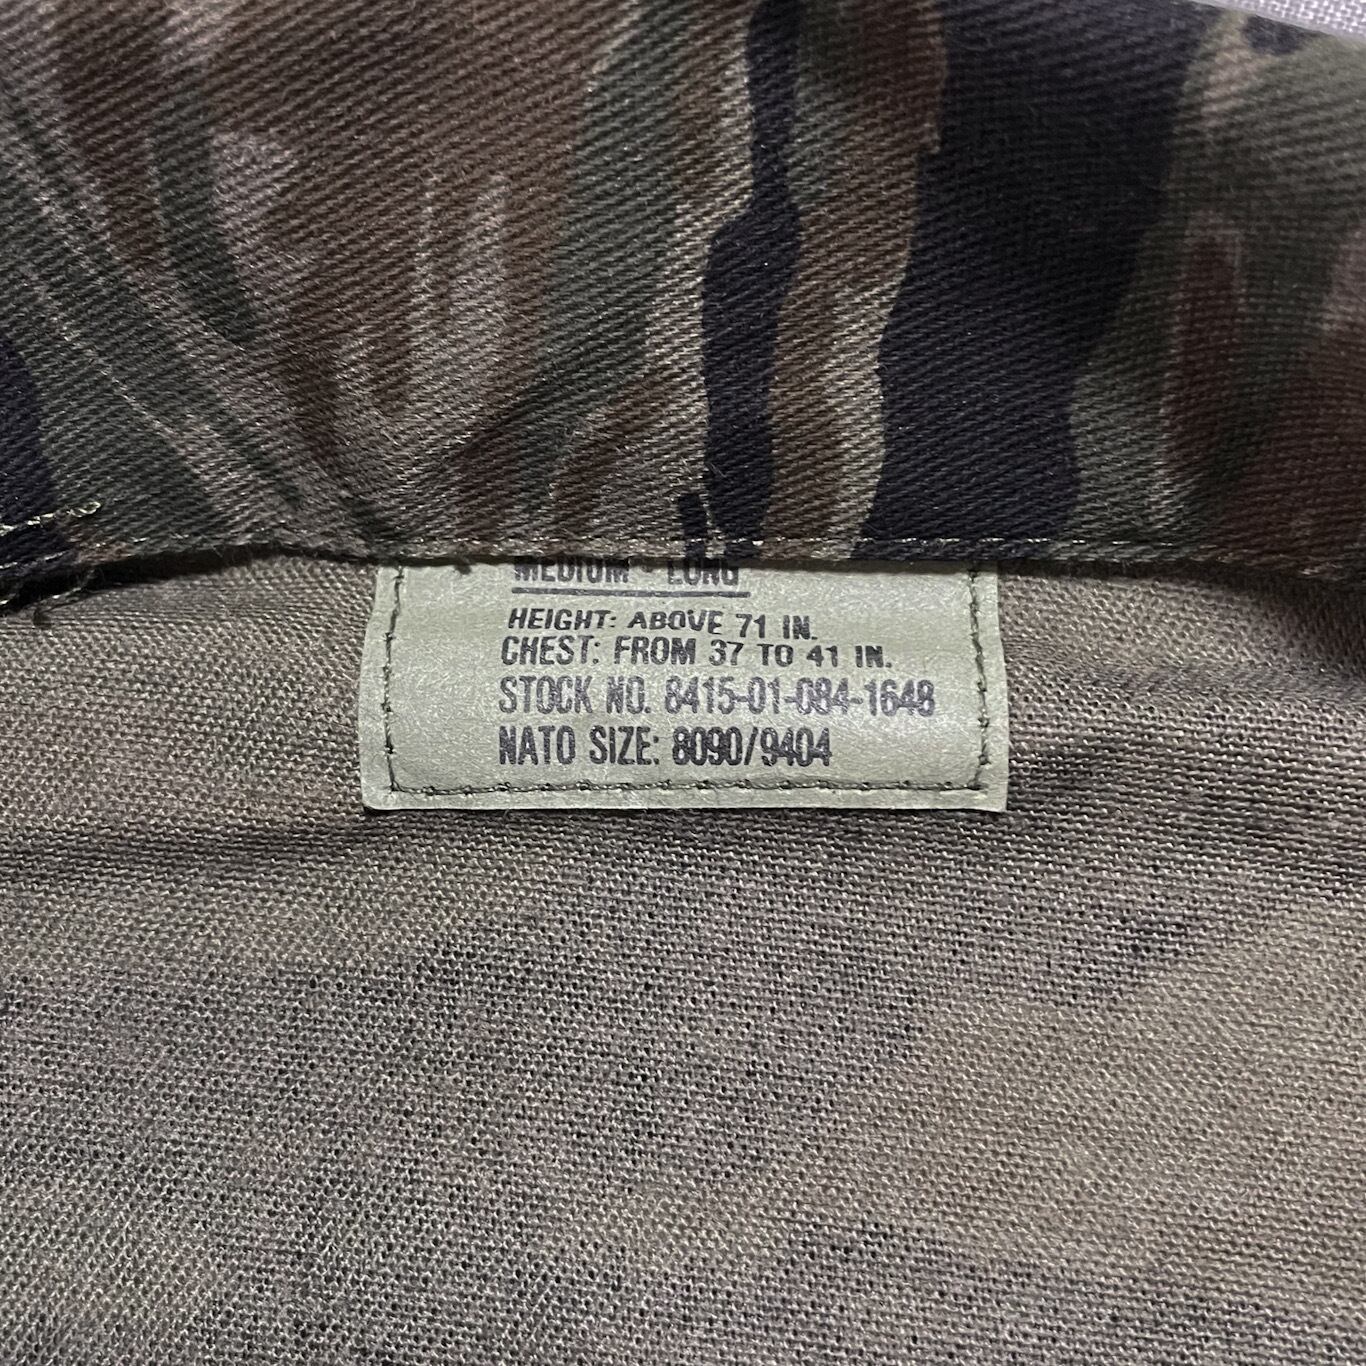 MEDIUM - LONG
HEIGHT: ABOVE 71 IN.
CHEST: FROM 37 TO 41 IN.
STOCK NO. 8415-01-084-1648
NATO SIZE: 8090/9404